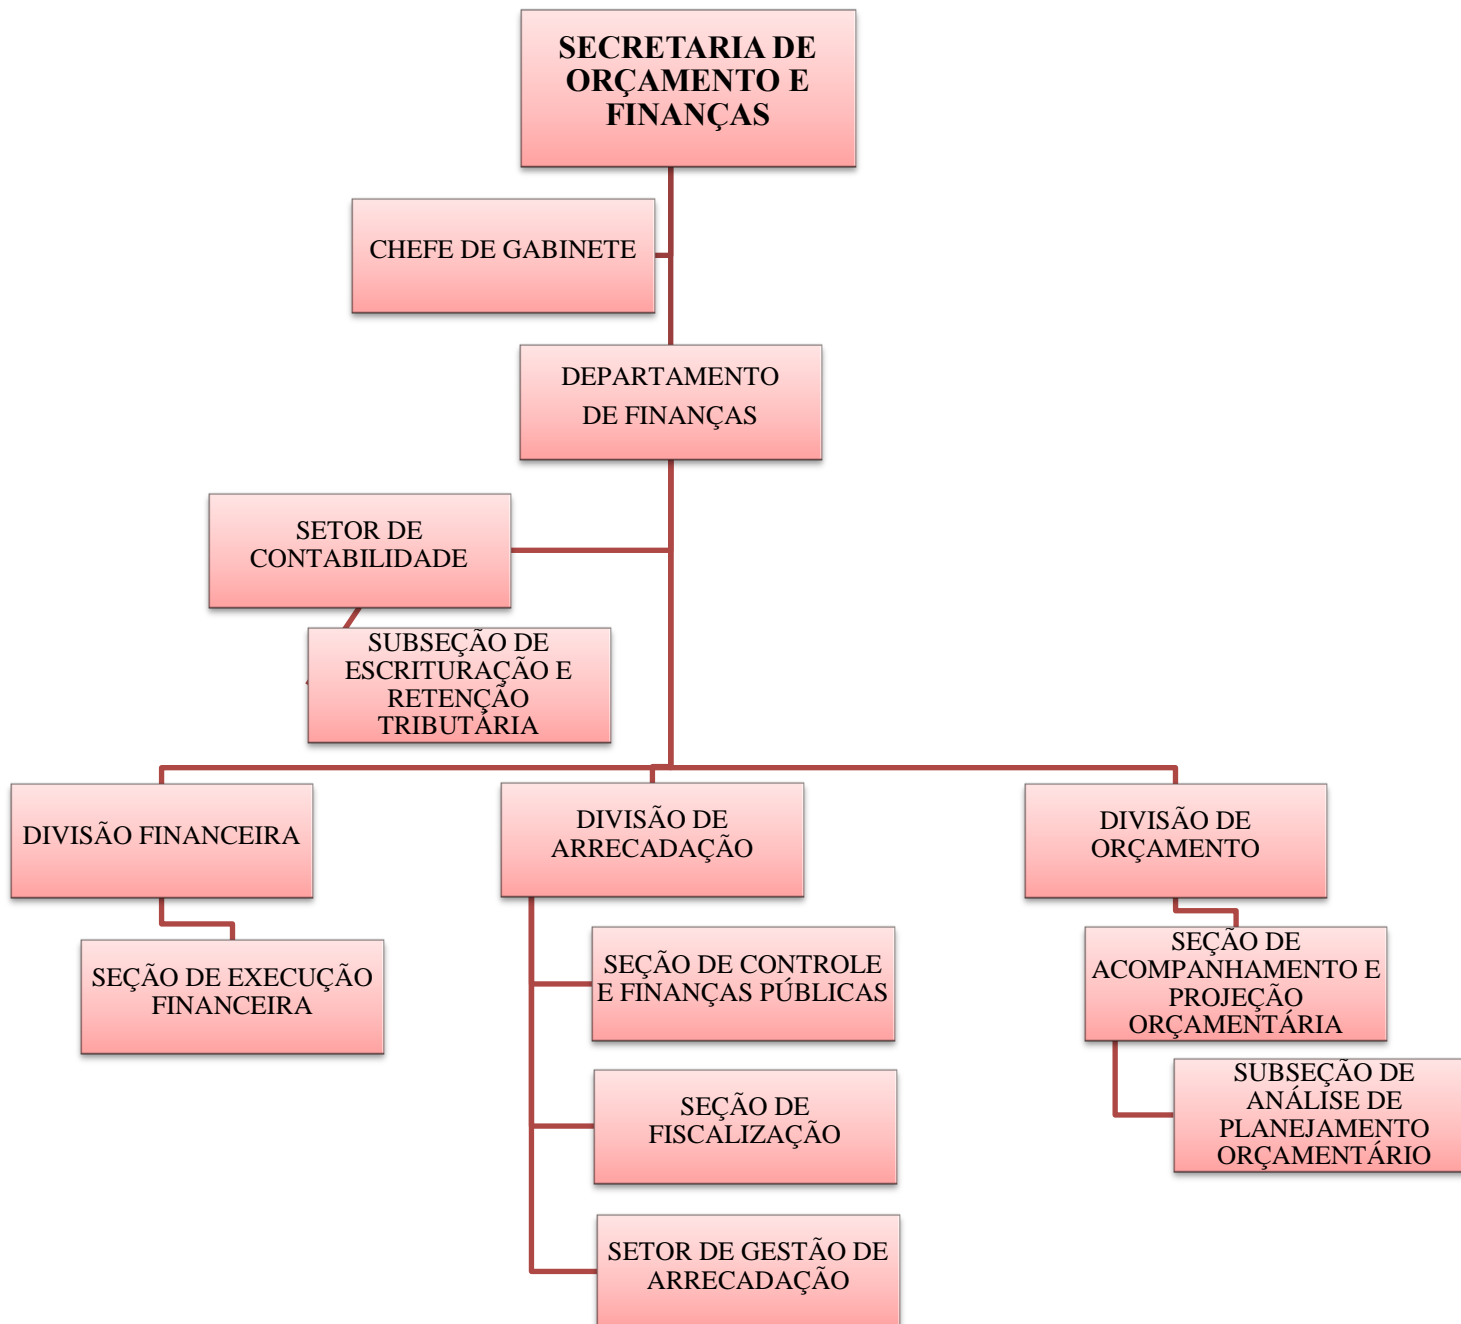 SECRETARIA DE
ORÇAMENTO E
FINANÇAS
CHEFE DE GABINETE
DEPARTAMENTO
DE FINANÇAS
SETOR DE
CONTABILIDADE
SUBSEÇÃO DE
ESCRITURAÇÃO E
RETENÇÃO
TRIBUTÁRIA
DIVISÃO FINANCEIRA
SEÇÃO DE EXECUÇÃO
FINANCEIRA
DIVISÃO DE
ARRECADAÇÃO
SEÇÃO DE CONTROLE
E FINANÇAS PÚBLICAS
SEÇÃO DE
FISCALIZAÇÃO
SETOR DE GESTÃO DE
ARRECADAÇÃO
DIVISÃO DE
ORÇAMENTO
SEÇÃO DE
ACOMPANHAMENTO E
PROJEÇÃO
ORÇAMENTÁRIA
SUBSEÇÃO DE
ANÁLISE DE
PLANEJAMENTO
ORÇAMENTÁRIO